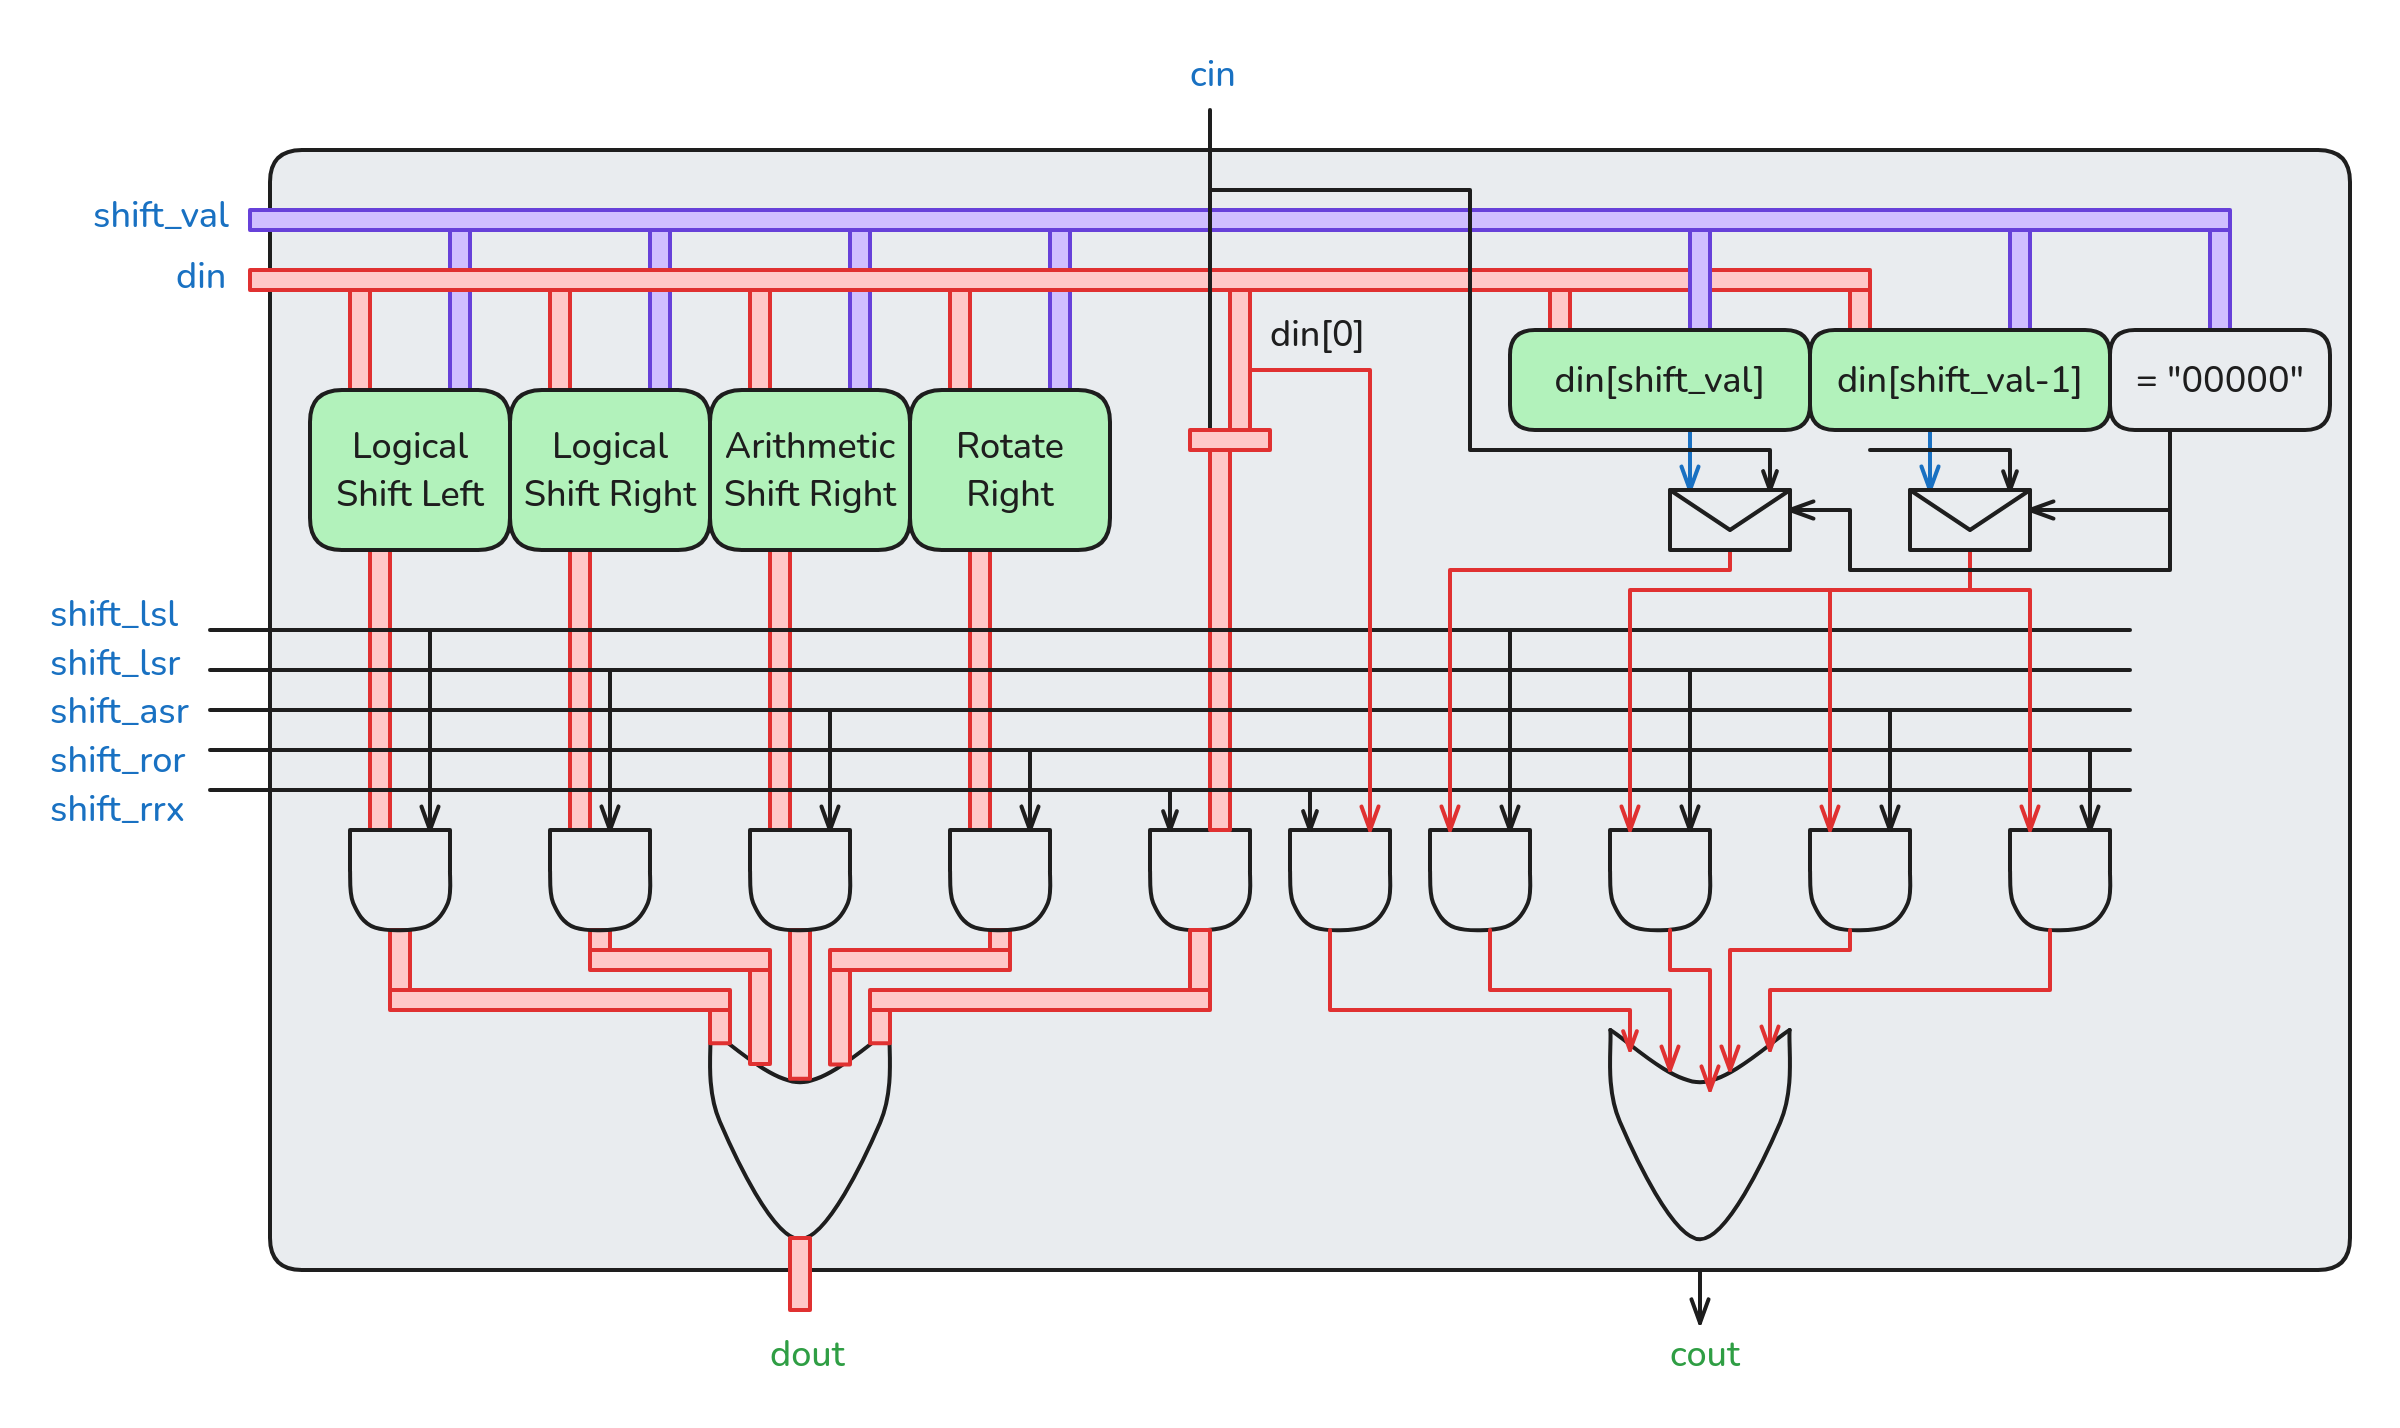 cin
shift_val
din
din[0]
din[shift_val]
din[shift_val-1]
= "00000"
Logical
Shift Left
Logical
Shift Right
Arithmetic
Shift Right
Rotate
Right
shift_lsl
shift_lsr
shift_asr
shift_ror
shift_rrx
dout
cout